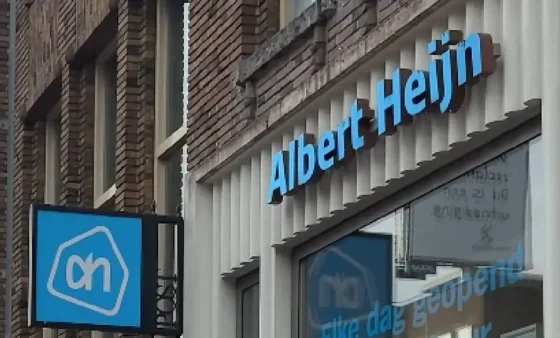 Albert Heijn
ah
Elke dag geopend